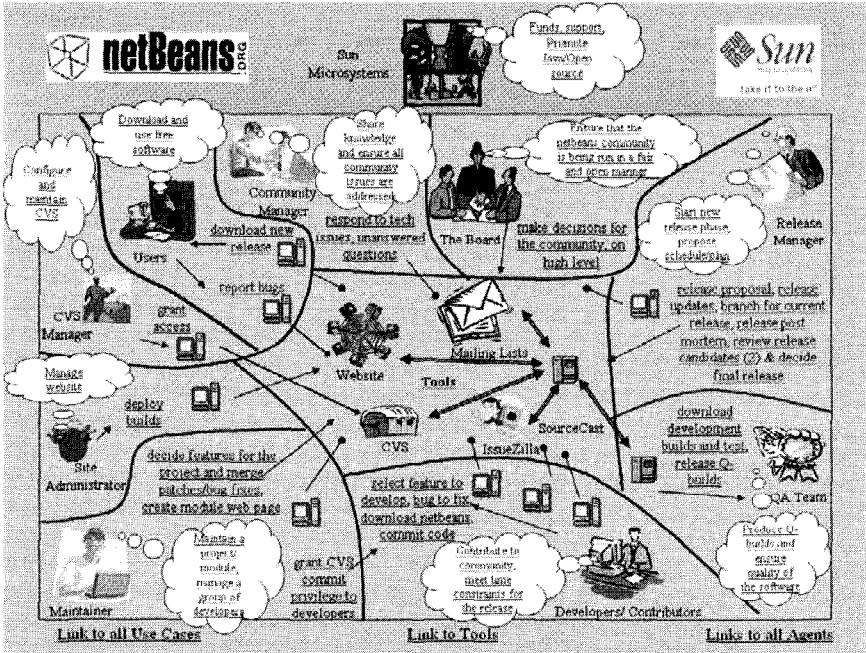 netBeans
.ORG
Sun
Microsystems
Funds, support,
Promote
Java/Open
source
Sun
take it to the
Download and
use free
software
Configure
and
maintain
CVS
Community
Manager
Share
knowledge
and ensure all
community
issues are
addressed
Ensure that the
netbeans community
is being run in a fair
and open manner
Release
Manager
Start new
release phase,
propose
schedule/plan
download new
release
Users
respond to tech
issues, unanswered
questions
The Board
make decisions for
the community, on
high level
report bugs
CVS
Manager
grant
access
Website
Mailing Lists
release proposal, release
updates, branch for current
release, release post
mortem, review release
candidates (2) & decide
final release
Tools
Manage
website
deploy
builds
Site
Administrator
CVS
IssueZilla
SourceCast
download
development
builds and test,
release Q-
builds
QA Team
decide features for the
project and merge
patches/bug fixes,
create module web page
select feature to
develop, bug to fix,
download netbeans,
commit code
Maintainer
Maintain a
project/
module,
manage a
group of
developers
grant CVS
commit
privilege to
developers
Contribute to
community,
meet time
constraints for
the release
Developers/ Contributors
Produce Q-
builds and
ensure
quality of
the software
Link to all Use Cases
Link to Tools
Links to all Agents